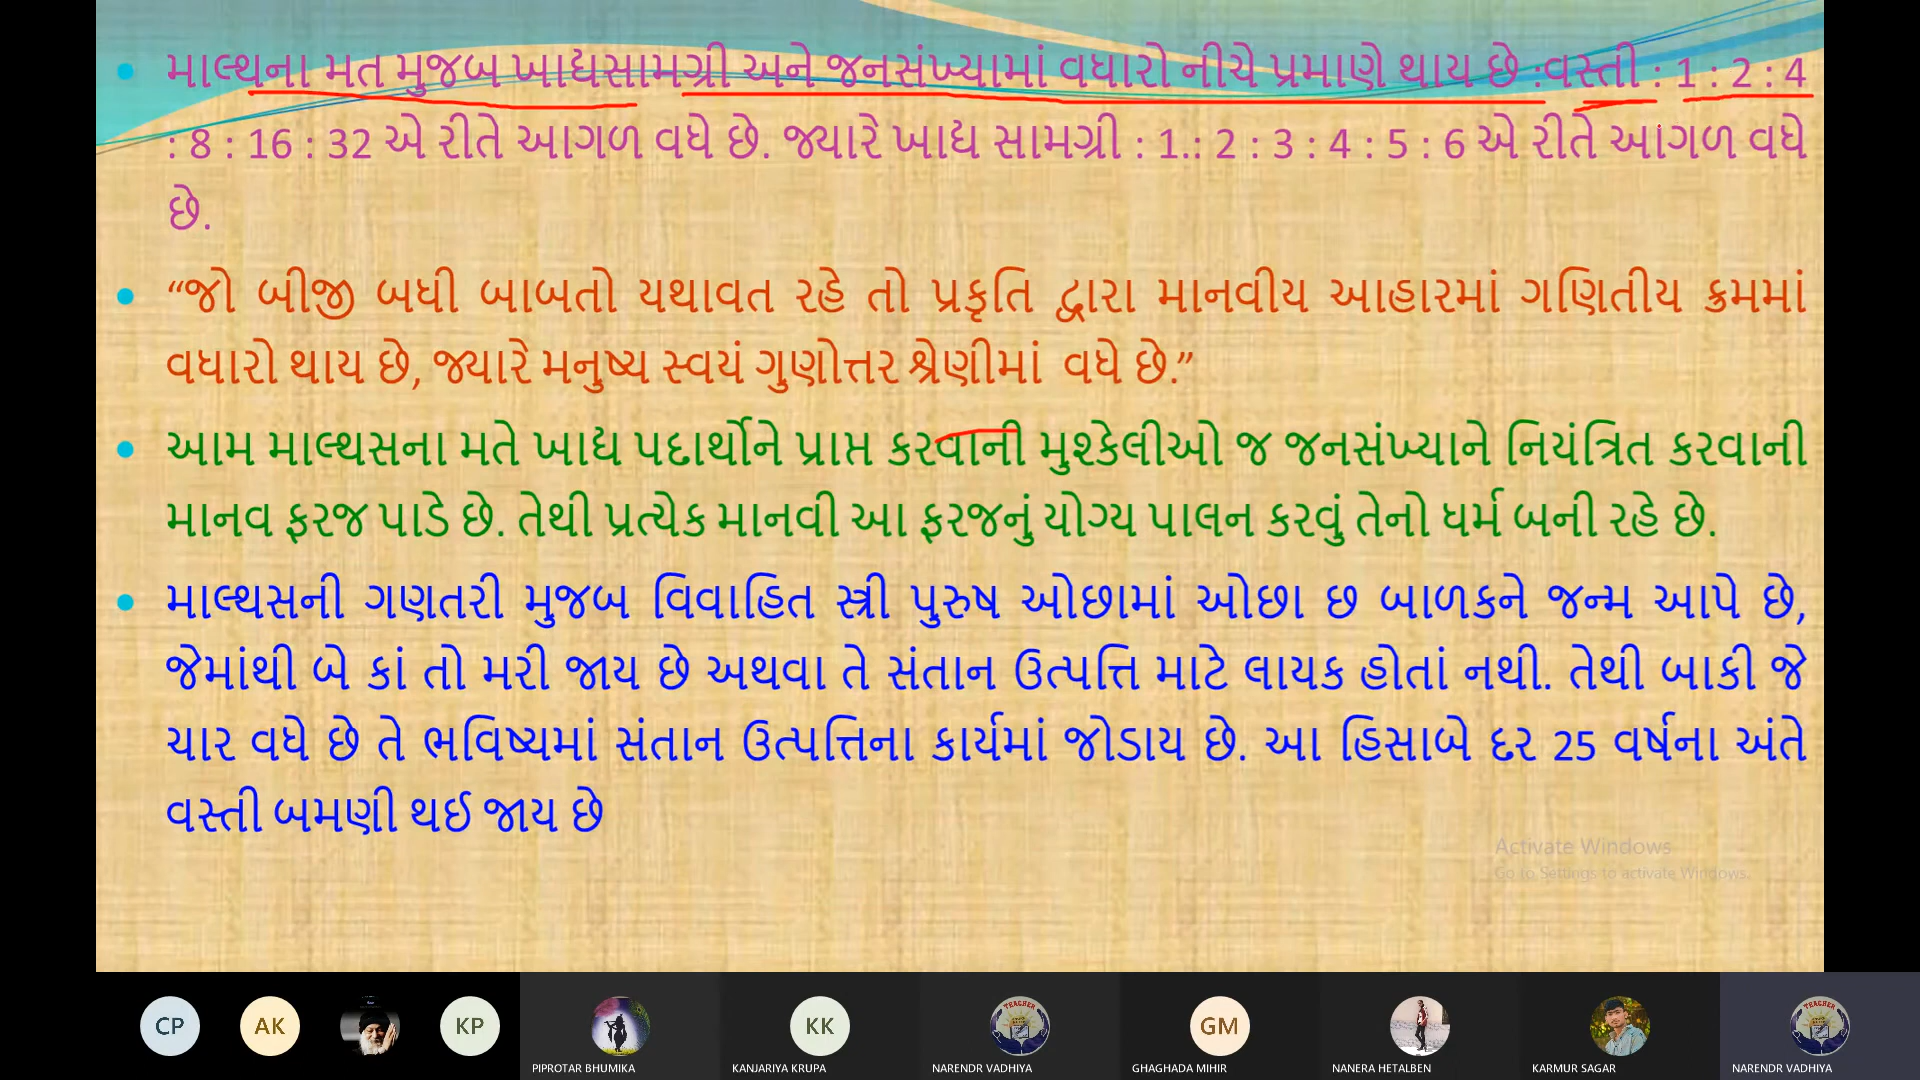 માલ્થના મત મુજબ ખાદ્યસામગ્રી અને જનસંખ્યામાં વધારો નીચે પ્રમાણે થાય છે :વસ્તી : 1 : 2 : 4
: 8 : 16 : 32 એ રીતે આગળ વધે છે. જ્યારે ખાદ્ય સામગ્રી : 1.: 2 : 3 : 4 : 5 : 6 એ રીતે આગળ વધે
છે.
“જો બીજી બધી બાબતો યથાવત રહે તો પ્રકૃતિ દ્વારા માનવીય આહારમાં ગણિતીય ક્રમમાં
વધારો થાય છે, જ્યારે મનુષ્ય સ્વયં ગુણોત્તર શ્રેણીમાં વધે છે.”
આમ માલ્થસના મતે ખાદ્ય પદાર્થોને પ્રાપ્ત કરવાની મુશ્કેલીઓ જ જનસંખ્યાને નિયંત્રિત કરવાની
માનવ ફરજ પાડે છે. તેથી પ્રત્યેક માનવી આ ફરજનું યોગ્ય પાલન કરવું તેનો ધર્મ બની રહે છે.
માલ્થસની ગણતરી મુજબ વિવાહિત સ્ત્રી પુરુષ ઓછામાં ઓછા છ બાળકને જન્મ આપે છે,
જેમાંથી બે કાં તો મરી જાય છે અથવા તે સંતાન ઉત્પત્તિ માટે લાયક હોતાં નથી. તેથી બાકી જે
ચાર વધે છે તે ભવિષ્યમાં સંતાન ઉત્પત્તિના કાર્યમાં જોડાય છે. આ હિસાબે દર 25 વર્ષના અંતે
વસ્તી બમણી થઈ જાય છે
Activate Windows
Go to Settings to activate Windows.
CP AK KP KK GM
PIPROTAR BHUMIKA KANJARIYA KRUPA NARENDR VADHIYA GHAGHADA MIHIR NANERA HETALBEN KARMUR SAGAR NARENDR VADHIYA